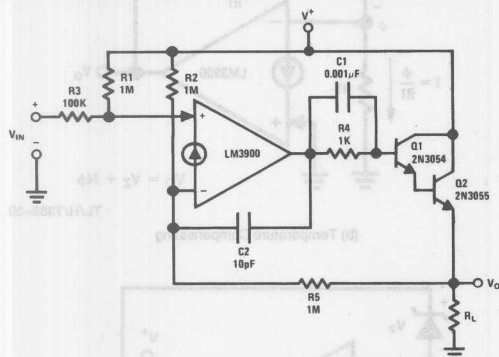 V+
R1
1M
R2
1M
C1
0.001µF
R3
100K
+
VIN
−
+
LM3900
−
R4
1K
Q1
2N3054
Q2
2N3055
C2
10pF
R5
1M
VO
RL